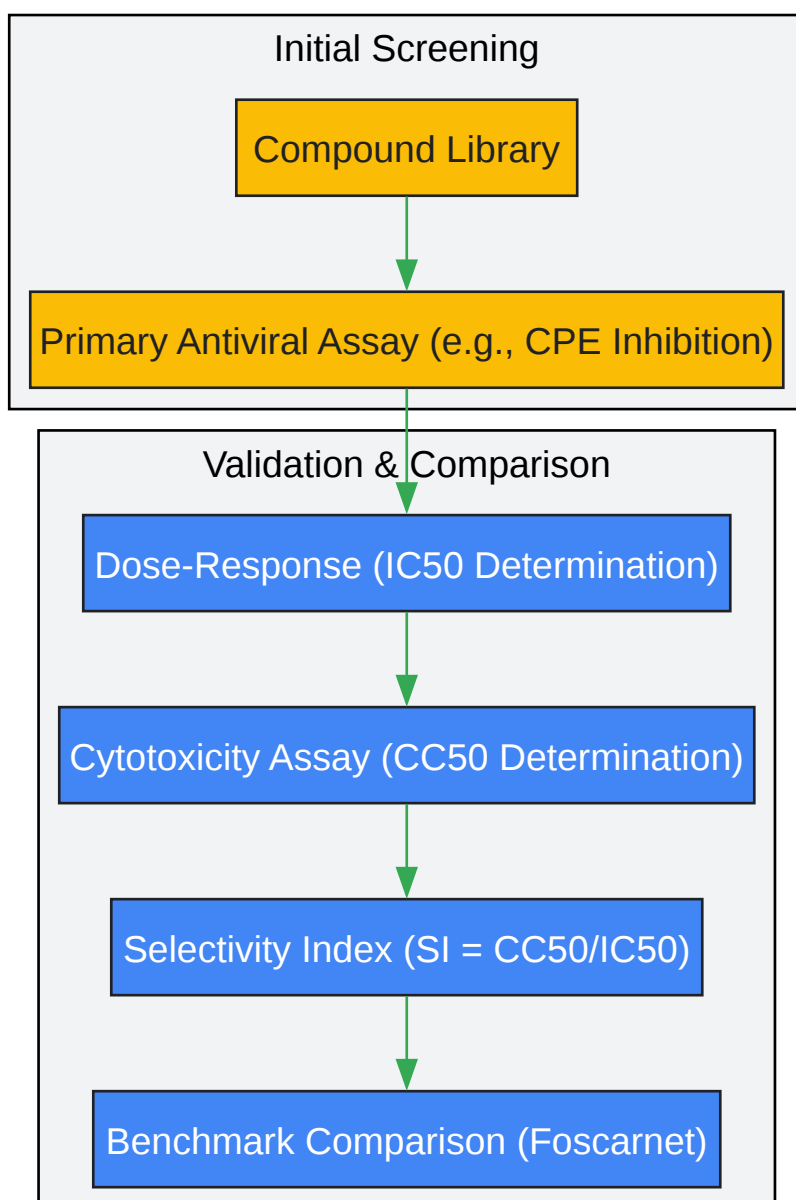 Initial Screening
Compound Library
Primary Antiviral Assay (e.g., CPE Inhibition)
Validation & Comparison
Dose-Response (IC50 Determination)
Cytotoxicity Assay (CC50 Determination)
Selectivity Index (SI = CC50/IC50)
Benchmark Comparison (Foscarnet)